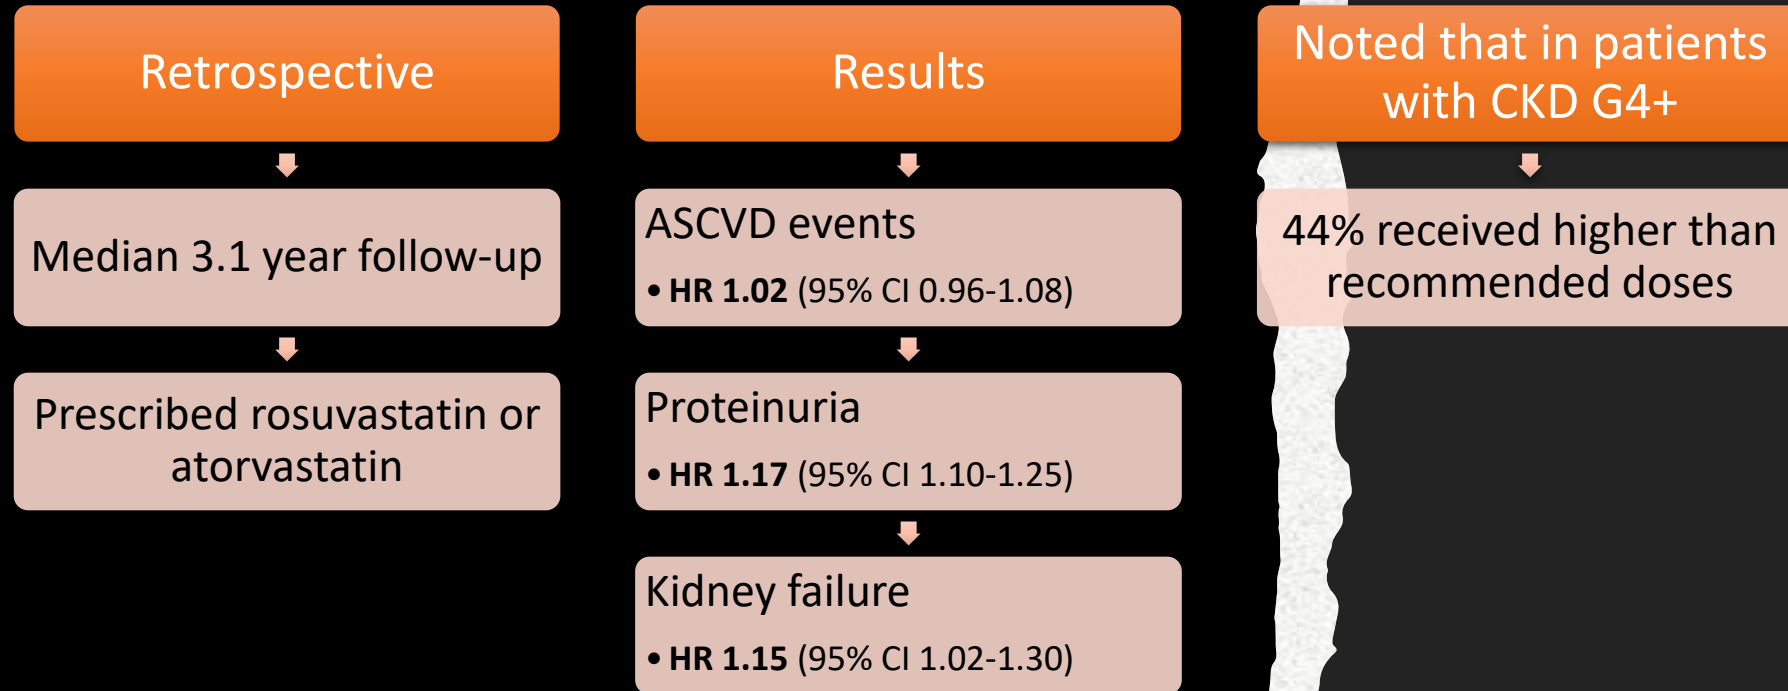 Retrospective
Median 3.1 year follow-up
Prescribed rosuvastatin or
atorvastatin
Results
ASCVD events
• HR 1.02 (95% CI 0.96-1.08)
Proteinuria
• HR 1.17 (95% CI 1.10-1.25)
Kidney failure
• HR 1.15 (95% CI 1.02-1.30)
Noted that in patients
with CKD G4+
44% received higher than
recommended doses